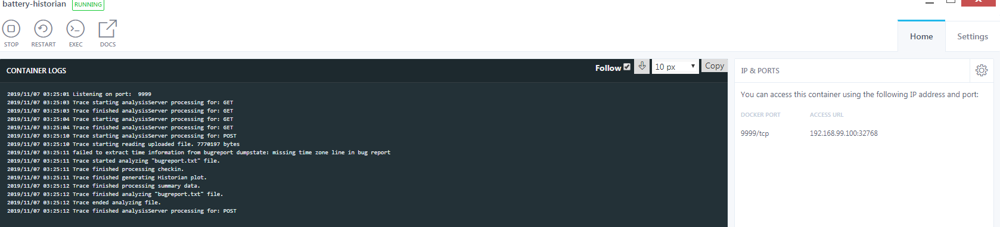 battery-historian RUNNING
STOP RESTART EXEC DOCS
Home Settings
CONTAINER LOGS Follow 10 px Copy
2019/11/07 03:25:01 Listening on port:  9999
2019/11/07 03:25:03 Trace starting analysisServer processing for: GET
2019/11/07 03:25:03 Trace finished analysisServer processing for: GET
2019/11/07 03:25:04 Trace starting analysisServer processing for: GET
2019/11/07 03:25:04 Trace finished analysisServer processing for: GET
2019/11/07 03:25:10 Trace starting analysisServer processing for: POST
2019/11/07 03:25:10 Trace starting reading uploaded file. 7770197 bytes
2019/11/07 03:25:11 failed to extract time information from bugreport dumpstate: missing time zone line in bug report
2019/11/07 03:25:11 Trace started analyzing "bugreport.txt" file.
2019/11/07 03:25:11 Trace finished processing checkin.
2019/11/07 03:25:11 Trace finished generating Historian plot.
2019/11/07 03:25:12 Trace finished processing summary data.
2019/11/07 03:25:12 Trace finished analyzing "bugreport.txt" file.
2019/11/07 03:25:12 Trace ended analyzing file.
2019/11/07 03:25:12 Trace finished analysisServer processing for: POST
IP & PORTS
You can access this container using the following IP address and port:
DOCKER PORT ACCESS URL
9999/tcp 192.168.99.100:32768